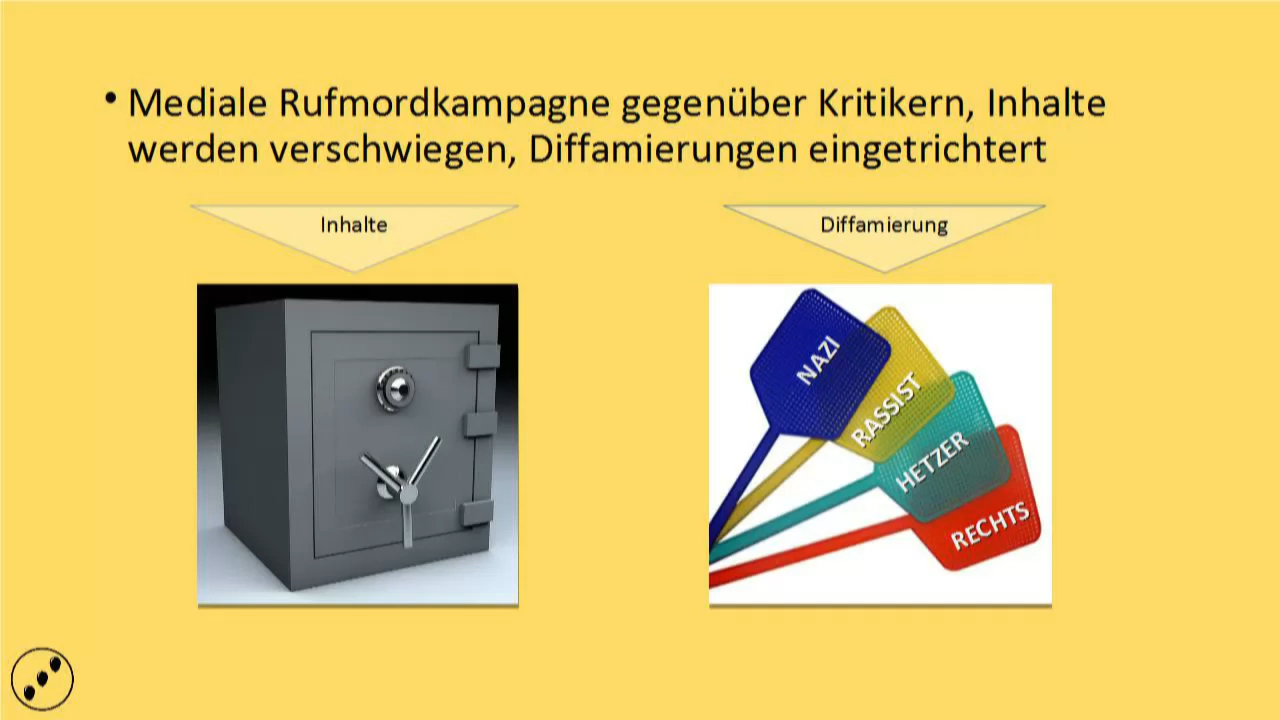 • Mediale Rufmordkampagne gegenüber Kritikern, Inhalte
werden verschwiegen, Diffamierungen eingetrichtert
Inhalte
Diffamierung
NAZI
RASSIST
HETZER
RECHTS